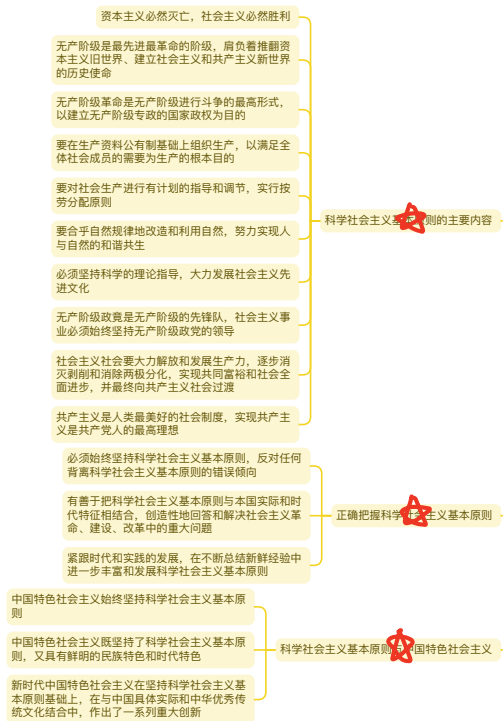 资本主义必然灭亡，社会主义必然胜利
无产阶级是最先进最革命的阶级，肩负着推翻资
本主义旧世界、建立社会主义和共产主义新世界
的历史使命
无产阶级革命是无产阶级进行斗争的最高形式，
以建立无产阶级专政的国家政权为目的
要在生产资料公有制基础上组织生产，以满足全
体社会成员的需要为生产的根本目的
要对社会生产进行有计划的指导和调节，实行按
劳分配原则
要合乎自然规律地改造和利用自然，努力实现人
与自然的和谐共生
必须坚持科学的理论指导，大力发展社会主义先
进文化
无产阶级政竟是无产阶级的先锋队，社会主义事
业必须始终坚持无产阶级政党的领导
社会主义社会要大力解放和发展生产力，逐步消
灭剥削和消除两极分化，实现共同富裕和社会全
面进步，并最终向共产主义社会过渡
共产主义是人类最美好的社会制度，实现共产主
义是共产党人的最高理想
科学社会主义基本原则的主要内容
必须始终坚持科学社会主义基本原则，反对任何
背离科学社会主义基本原则的错误倾向
有善于把科学社会主义基本原则与本国实际和时
代特征相结合，创造性地回答和解决社会主义革
命、建设、改革中的重大问题
紧跟时代和实践的发展，在不断总结新鲜经验中
进一步丰富和发展科学社会主义基本原则
正确把握科学社会主义基本原则
中国特色社会主义始终坚持科学社会主义基本原
则
中国特色社会主义既坚持了科学社会主义基本原
则，又具有鲜明的民族特色和时代特色
新时代中国特色社会主义在坚持科学社会主义基
本原则基础上，在与中国具体实际和中华优秀传
统文化结合中，作出了一系列重大创新
科学社会主义基本原则与中国特色社会主义